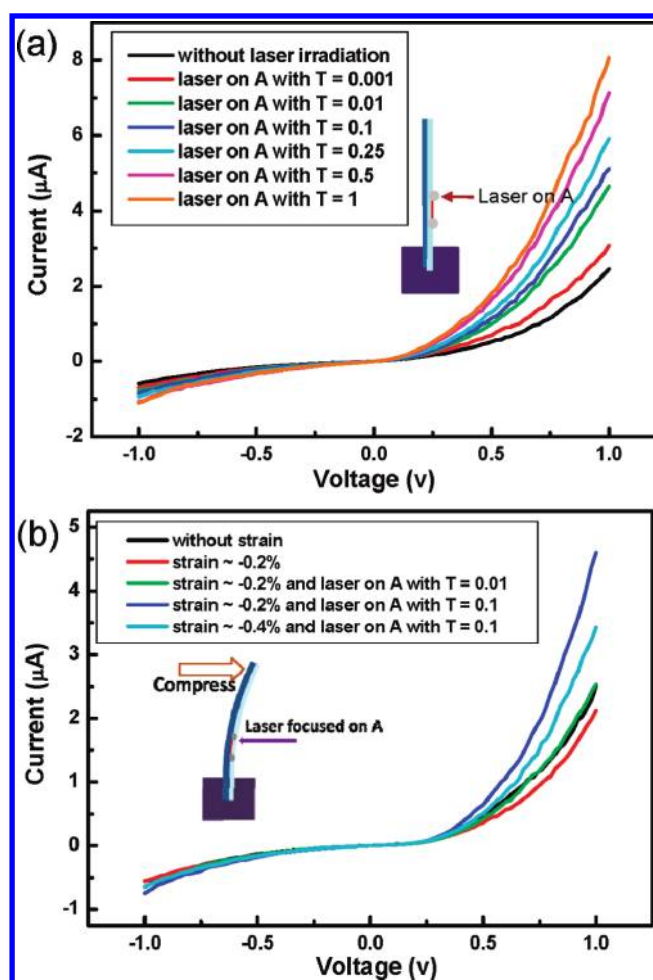 (a)
without laser irradiation
laser on A with T = 0.001
laser on A with T = 0.01
laser on A with T = 0.1
laser on A with T = 0.25
laser on A with T = 0.5
laser on A with T = 1
Laser on A
Current (μA)
8
6
4
2
0
-2
-1.0
-0.5
0.0
0.5
1.0
Voltage (v)
(b)
without strain
strain ~ -0.2%
strain ~ -0.2% and laser on A with T = 0.01
strain ~ -0.2% and laser on A with T = 0.1
strain ~ -0.4% and laser on A with T = 0.1
Compress
Laser focused on A
Current (μA)
5
4
3
2
1
0
-1
-1.0
-0.5
0.0
0.5
1.0
Voltage (v)